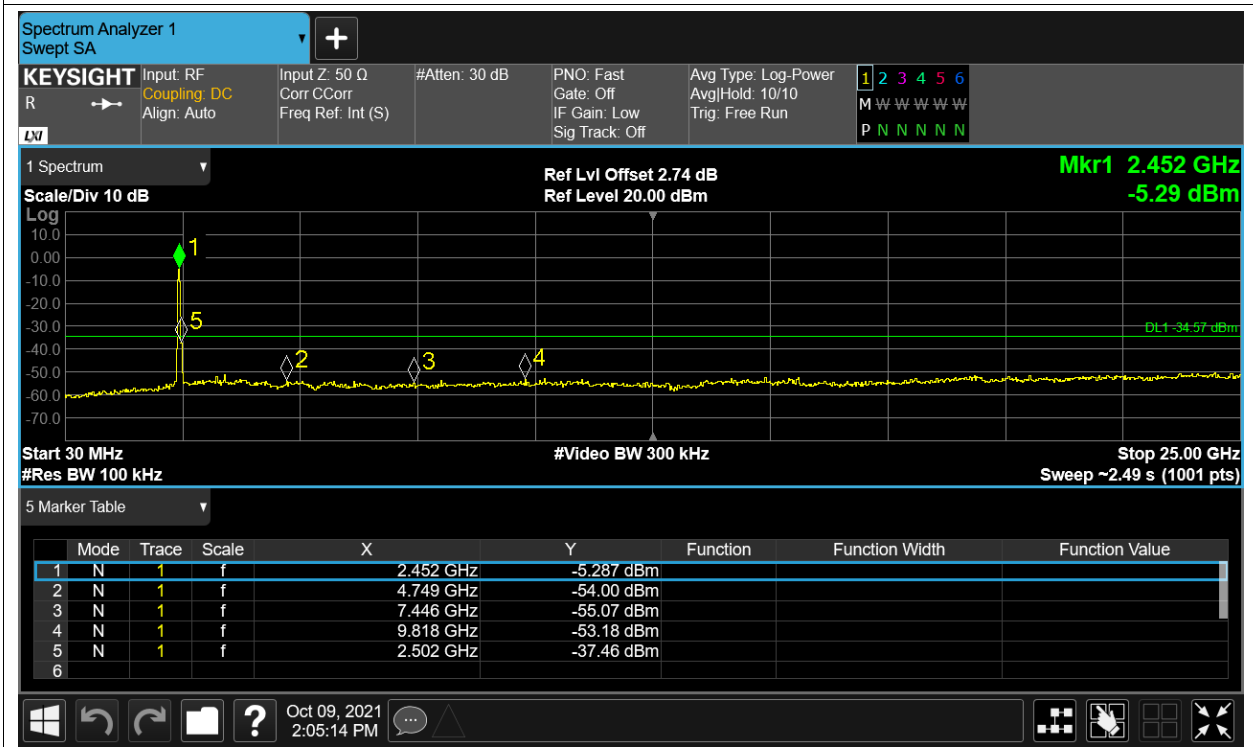 Spectrum Analyzer 1
Swept SA
+
KEYSIGHT Input: RF Input Z: 50 Ω #Atten: 30 dB PNO: Fast Avg Type: Log-Power 1 2 3 4 5 6
R Coupling: DC Corr CCorr Gate: Off Avg|Hold: 10/10 M W W W W W
Align: Auto Freq Ref: Int (S) IF Gain: Low Trig: Free Run
LXI Sig Track: Off P N N N N N
1 Spectrum Ref Lvl Offset 2.74 dB Mkr1 2.452 GHz
Scale/Div 10 dB Ref Level 20.00 dBm -5.29 dBm
Log
10.0
1
0.00
-10.0
-20.0
5
-30.0 DL1 -34.57 dBm
-40.0
2 3 4
-50.0
-60.0
-70.0
Start 30 MHz #Video BW 300 kHz Stop 25.00 GHz
#Res BW 100 kHz Sweep ~2.49 s (1001 pts)
5 Marker Table
Mode Trace Scale X Y Function Function Width Function Value
1 N 1 f 2.452 GHz -5.287 dBm
2 N 1 f 4.749 GHz -54.00 dBm
3 N 1 f 7.446 GHz -55.07 dBm
4 N 1 f 9.818 GHz -53.18 dBm
5 N 1 f 2.502 GHz -37.46 dBm
6
? Oct 09, 2021
2:05:14 PM